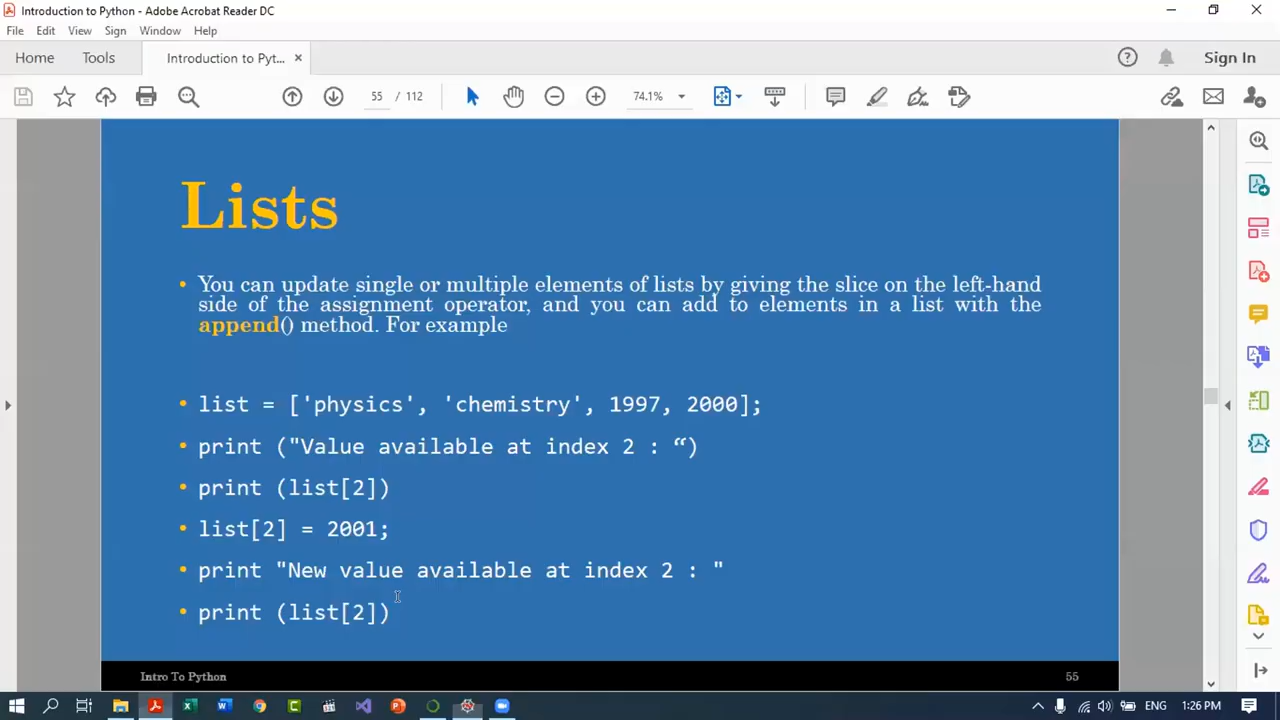 Introduction to Python - Adobe Acrobat Reader DC
File Edit View Sign Window Help
Home Tools Introduction to Pyt... × Sign In
55 / 112 74.1%
Lists
• You can update single or multiple elements of lists by giving the slice on the left-hand
side of the assignment operator, and you can add to elements in a list with the
append() method. For example
• list = ['physics', 'chemistry', 1997, 2000];
• print ("Value available at index 2 : “)
• print (list[2])
• list[2] = 2001;
• print "New value available at index 2 : "
• print (list[2])
Intro To Python 55
ENG 1:26 PM